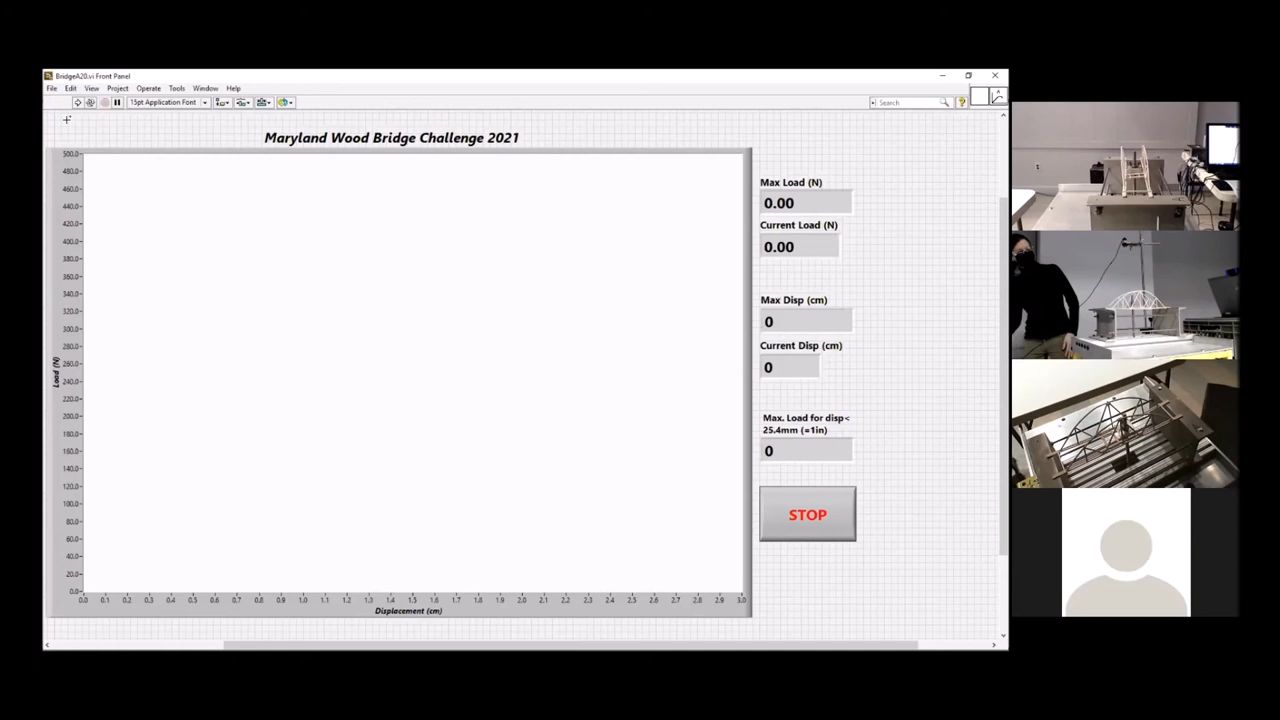 BridgeA20.vi Front Panel
File Edit View Project Operate Tools Window Help
15pt Application Font
Search
?
Maryland Wood Bridge Challenge 2021
500.0
480.0
460.0
440.0
420.0
400.0
380.0
360.0
340.0
320.0
300.0
280.0
260.0
240.0
220.0
200.0
180.0
160.0
140.0
120.0
100.0
80.0
60.0
40.0
20.0
0.0
Load (N)
0.0 0.1 0.2 0.3 0.4 0.5 0.6 0.7 0.8 0.9 1.0 1.1 1.2 1.3 1.4 1.5 1.6 1.7 1.8 1.9 2.0 2.1 2.2 2.3 2.4 2.5 2.6 2.7 2.8 2.9 3.0
Displacement (cm)
Max Load (N)
0.00
Current Load (N)
0.00
Max Disp (cm)
0
Current Disp (cm)
0
Max. Load for disp<
25.4mm (=1in)
0
STOP